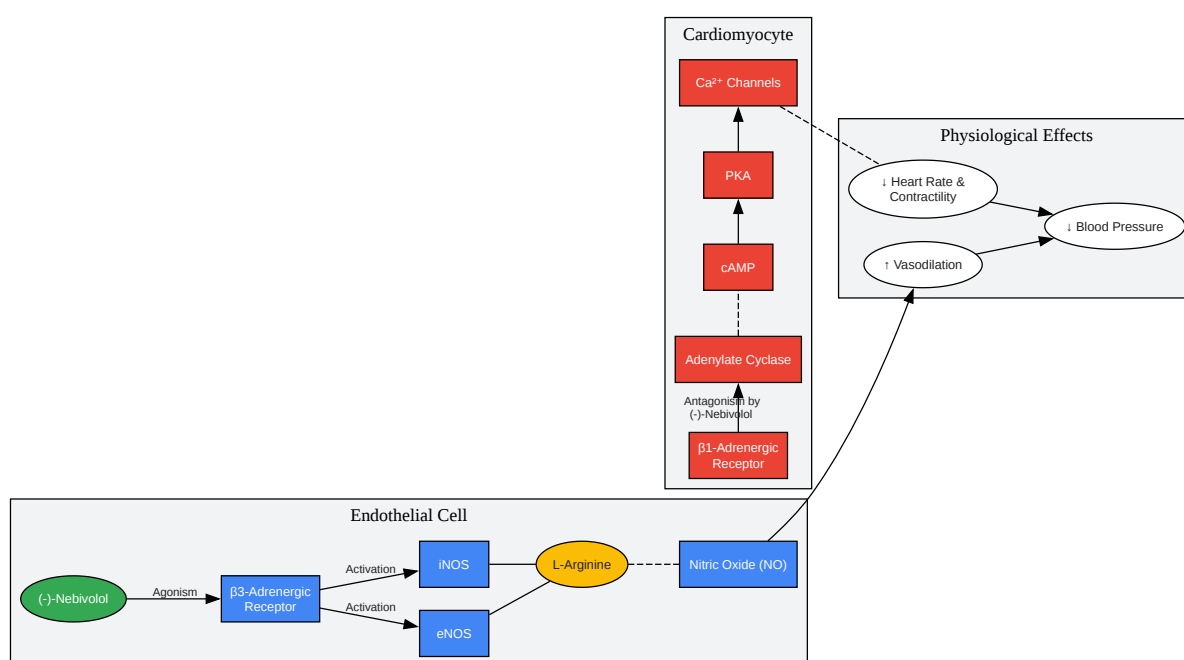 Cardiomyocyte
Ca²⁺ Channels
PKA
cAMP
Adenylate Cyclase
Antagonism by
(-)-Nebivolol
β1-Adrenergic
Receptor
Physiological Effects
↓ Heart Rate &
Contractility
↓ Blood Pressure
↑ Vasodilation
Endothelial Cell
(-)-Nebivolol
Agonism
β3-Adrenergic
Receptor
Activation
Activation
iNOS
eNOS
L-Arginine
Nitric Oxide (NO)